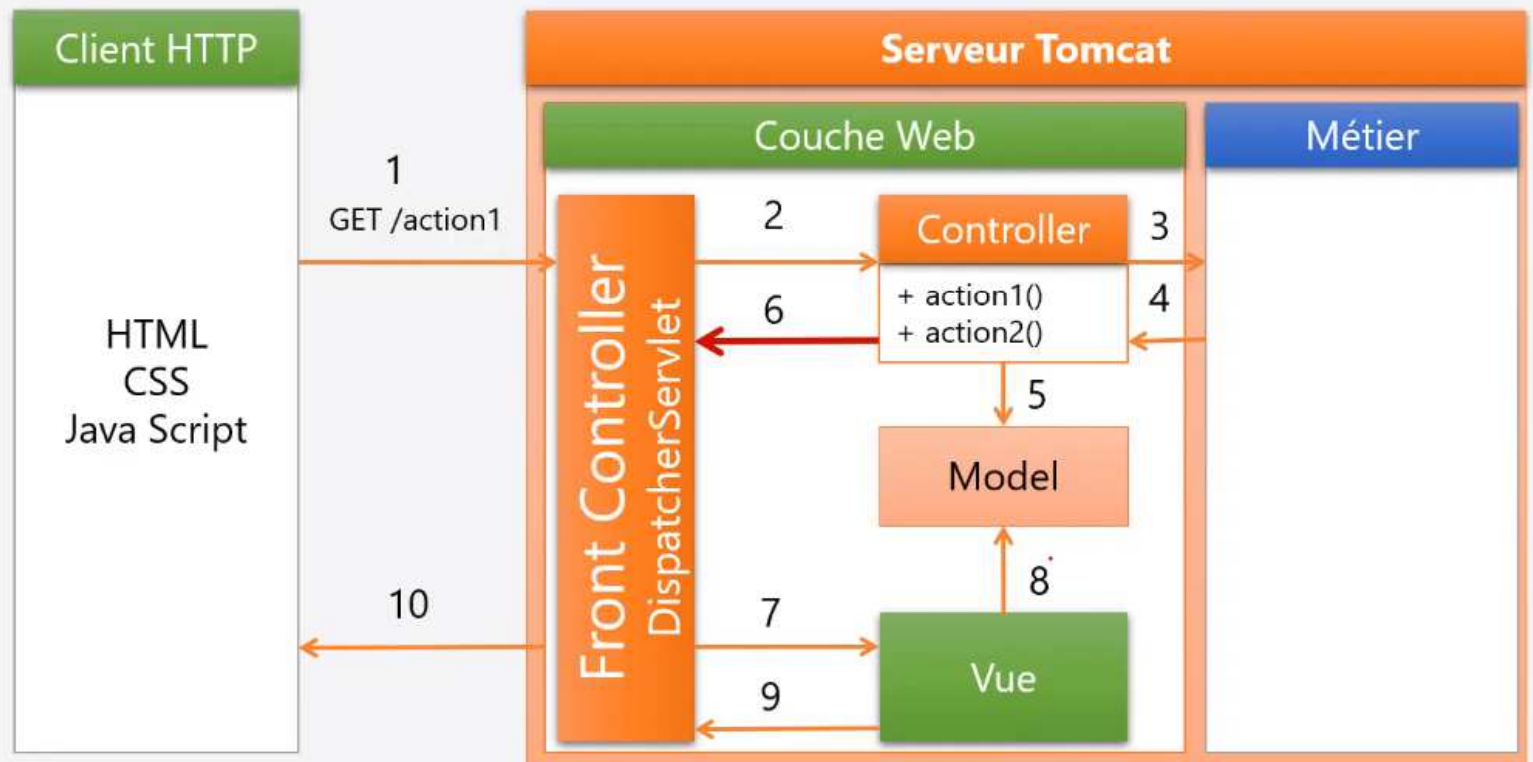 Client HTTP
Serveur Tomcat
Couche Web
Métier
1
GET /action1
2
Controller
3
+ action1()
+ action2()
4
6
5
HTML
CSS
Java Script
Front Controller
DispatcherServlet
Model
8
10
7
Vue
9